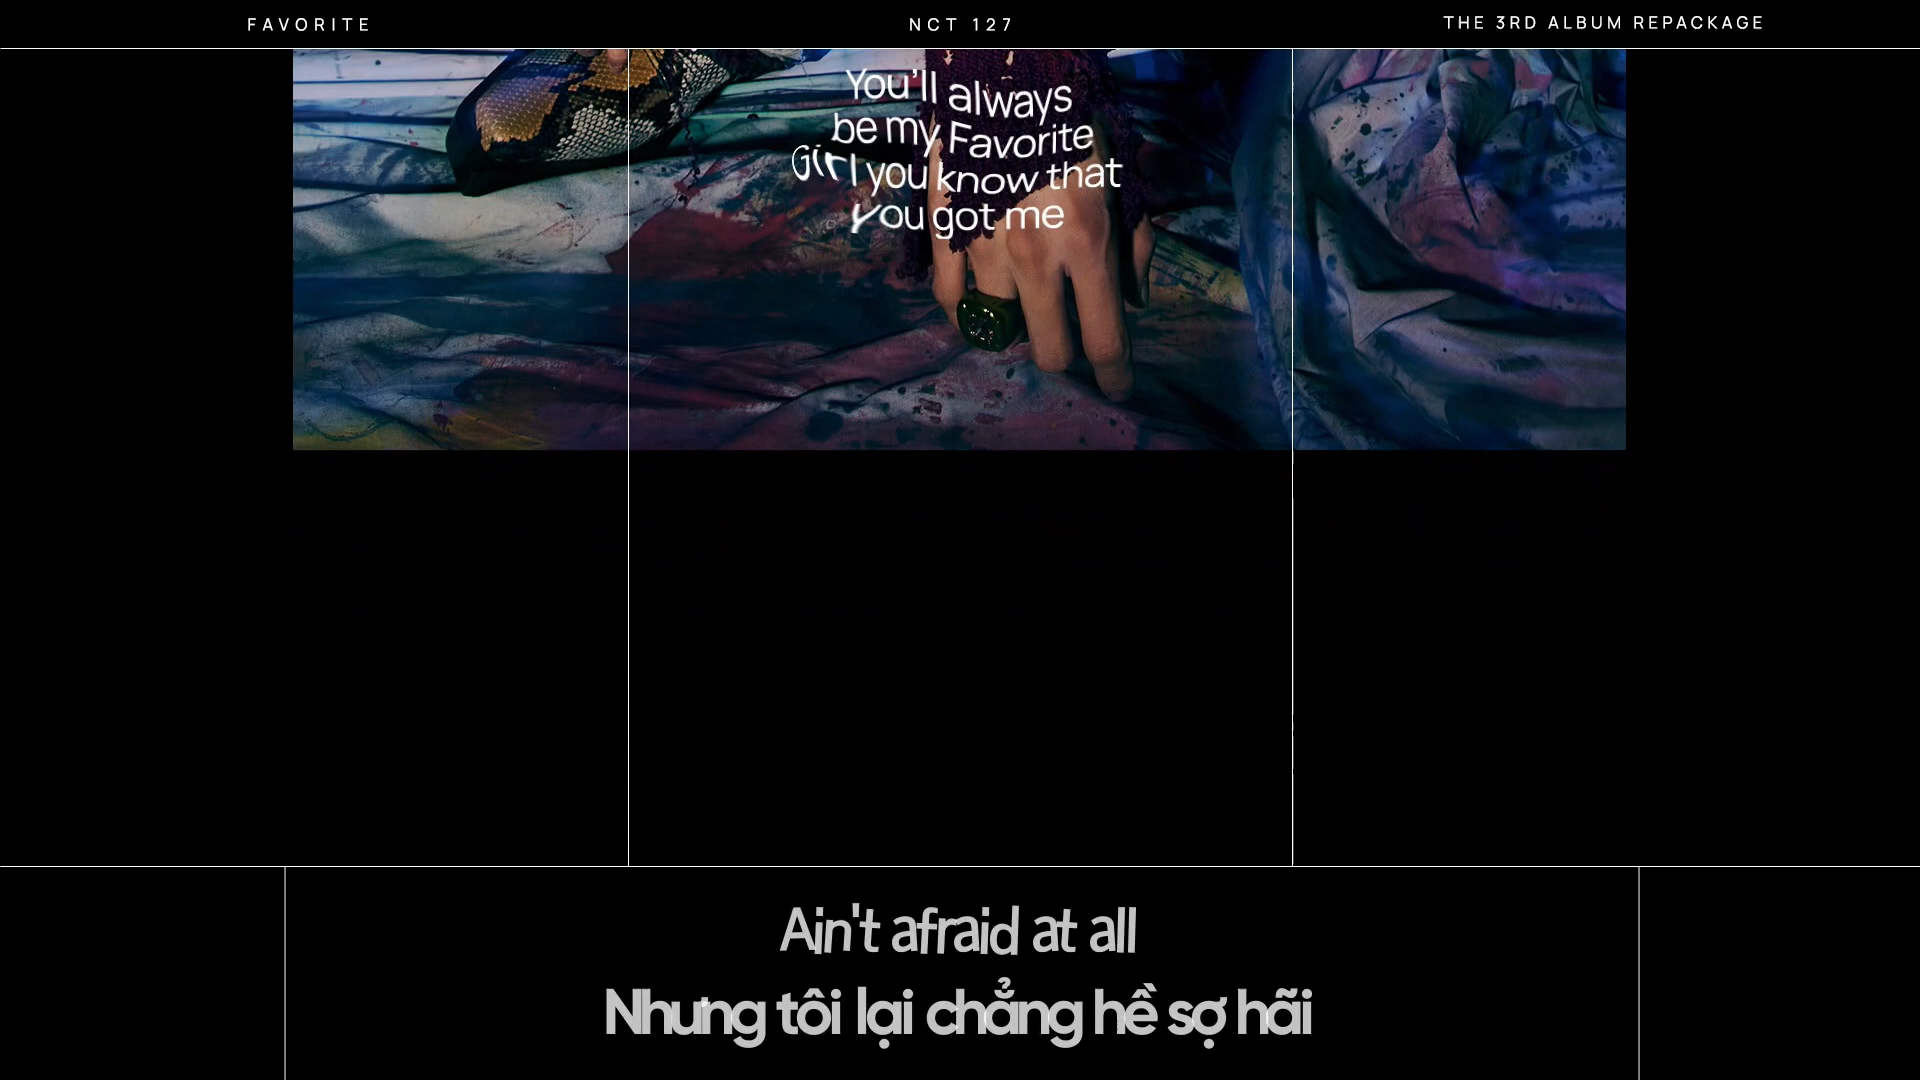 FAVORITE
NCT 127
THE 3RD ALBUM REPACKAGE
You'll always
be my Favorite
Girl you know that
you got me
Ain't afraid at all
Nhưng tôi lại chẳng hề sợ hãi